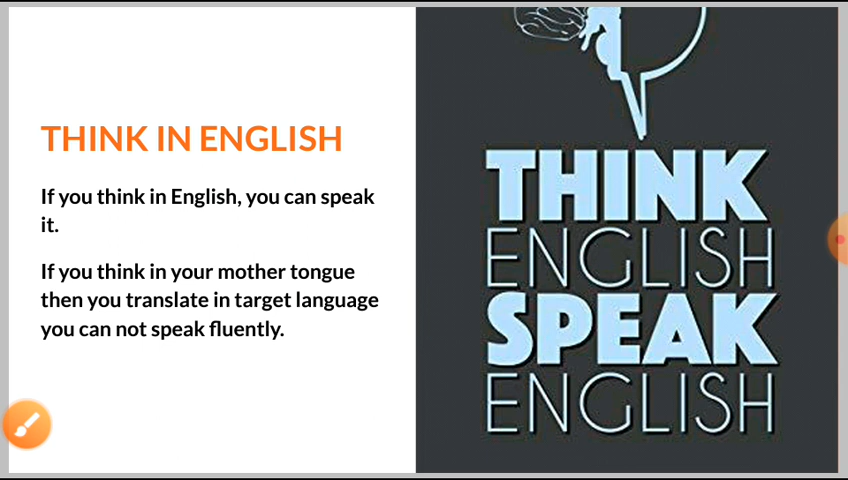 THINK IN ENGLISH
If you think in English, you can speak
it.
If you think in your mother tongue
then you translate in target language
you can not speak fluently.
THINK
ENGLISH
SPEAK
ENGLISH